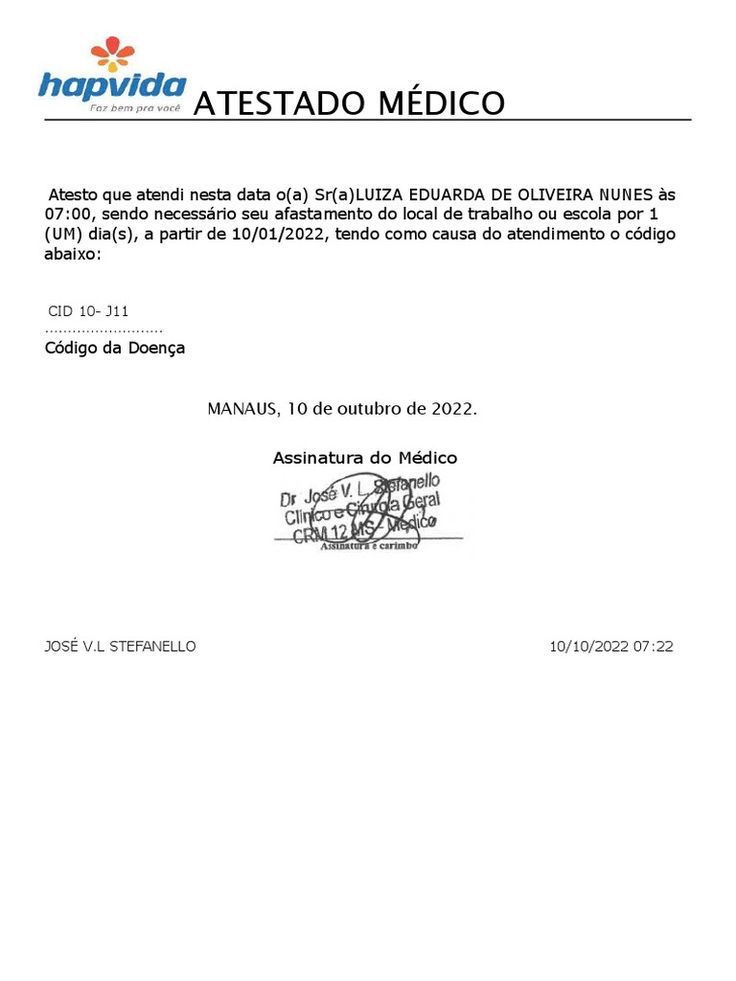 hapvida
Faz bem pra você
ATESTADO MÉDICO
Atesto que atendi nesta data o(a) Sr(a)LUIZA EDUARDA DE OLIVEIRA NUNES às
07:00, sendo necessário seu afastamento do local de trabalho ou escola por 1
(UM) dia(s), a partir de 10/01/2022, tendo como causa do atendimento o código
abaixo:
CID 10- J11
..........................
Código da Doença
MANAUS, 10 de outubro de 2022.
Assinatura do Médico
Dr José V. L. Stefanello
Clinico e Cirurgia Geral
CRM 12 MS - Médico
Assinatura e carimbo
JOSÉ V.L STEFANELLO
10/10/2022 07:22